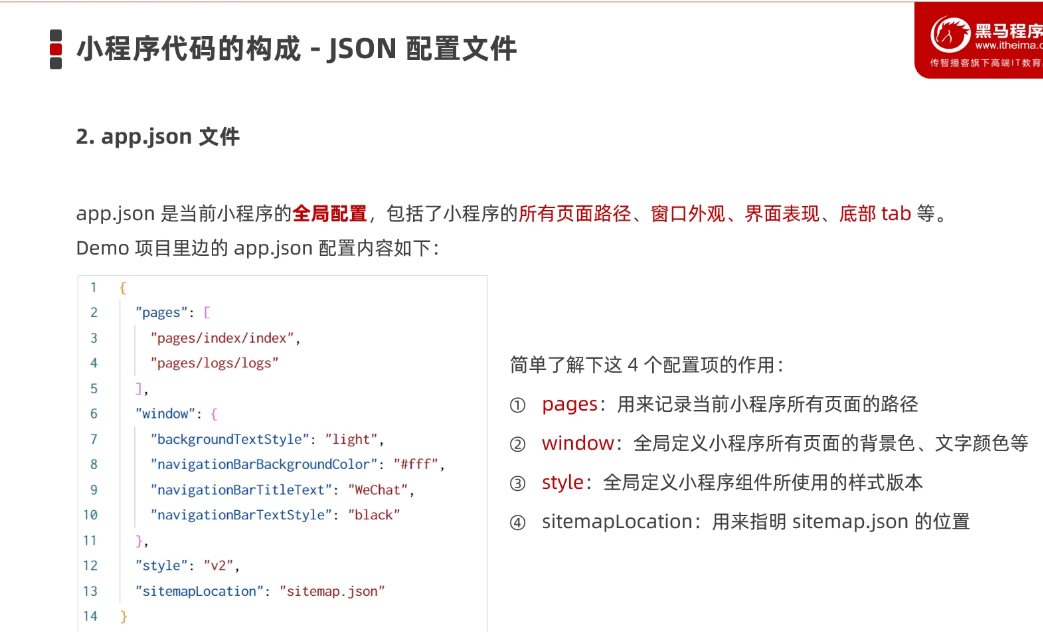 小程序代码的构成 - JSON 配置文件
黑马程序
www.itheima.c
传智播客旗下高端IT教育
2. app.json 文件
app.json 是当前小程序的全局配置，包括了小程序的所有页面路径、窗口外观、界面表现、底部 tab 等。
Demo 项目里边的 app.json 配置内容如下：
1 {
2 "pages": [
3 "pages/index/index",
4 "pages/logs/logs"
5 ],
6 "window": {
7 "backgroundTextStyle": "light",
8 "navigationBarBackgroundColor": "#fff",
9 "navigationBarTitleText": "WeChat",
10 "navigationBarTextStyle": "black"
11 },
12 "style": "v2",
13 "sitemapLocation": "sitemap.json"
14 }
简单了解下这 4 个配置项的作用：
① pages：用来记录当前小程序所有页面的路径
② window：全局定义小程序所有页面的背景色、文字颜色等
③ style：全局定义小程序组件所使用的样式版本
④ sitemapLocation：用来指明 sitemap.json 的位置